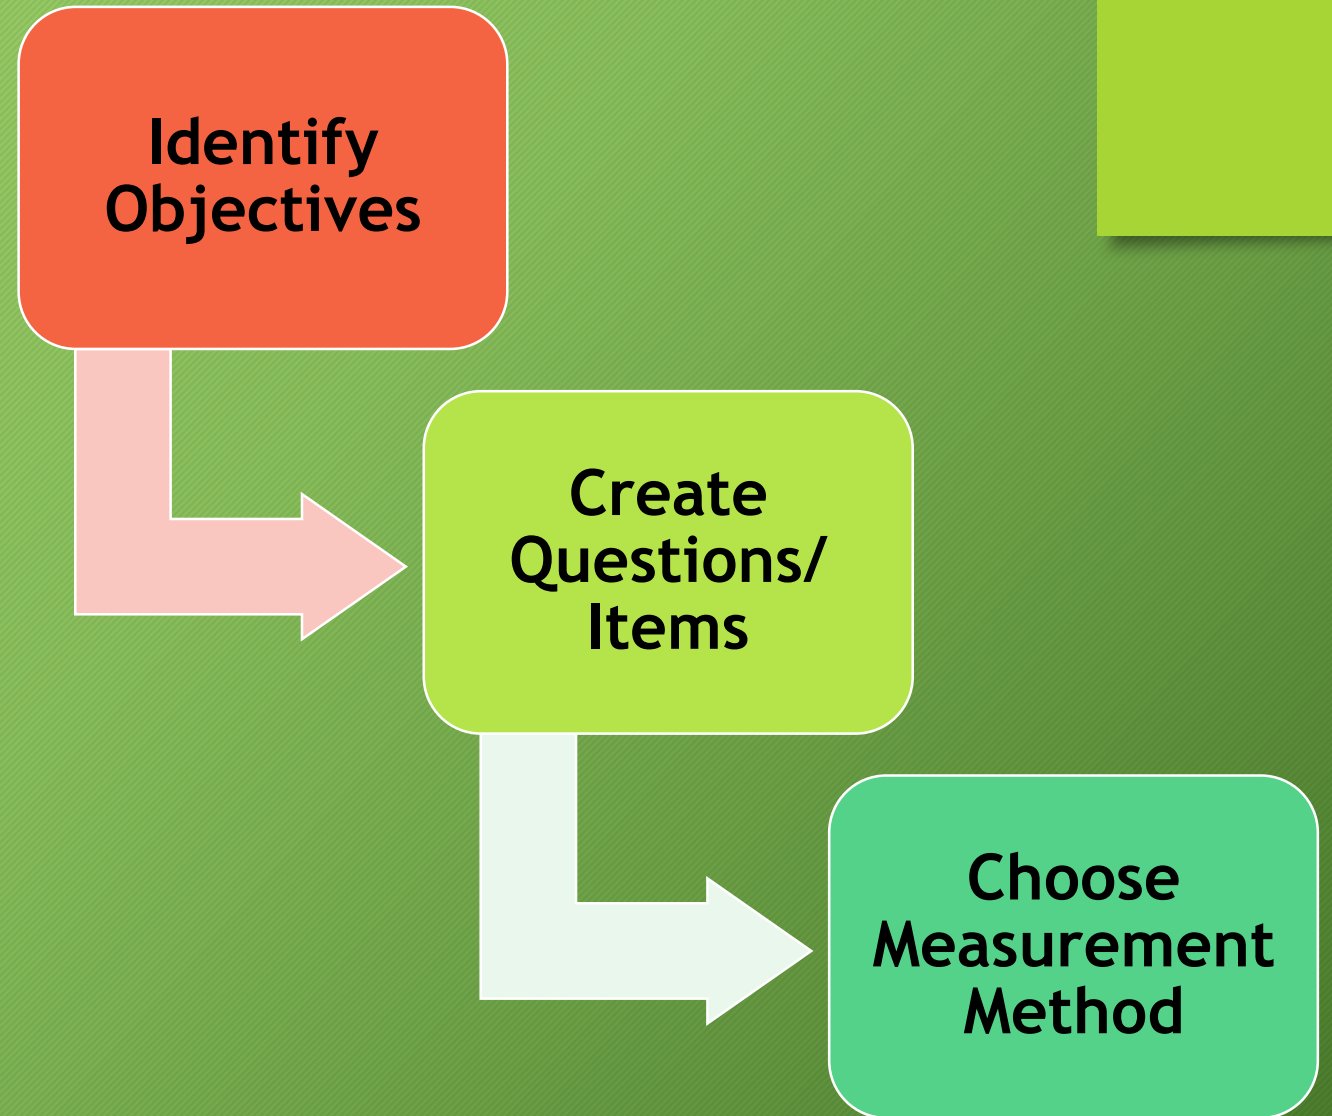 Identify
Objectives
Create
Questions/
Items
Choose
Measurement
Method